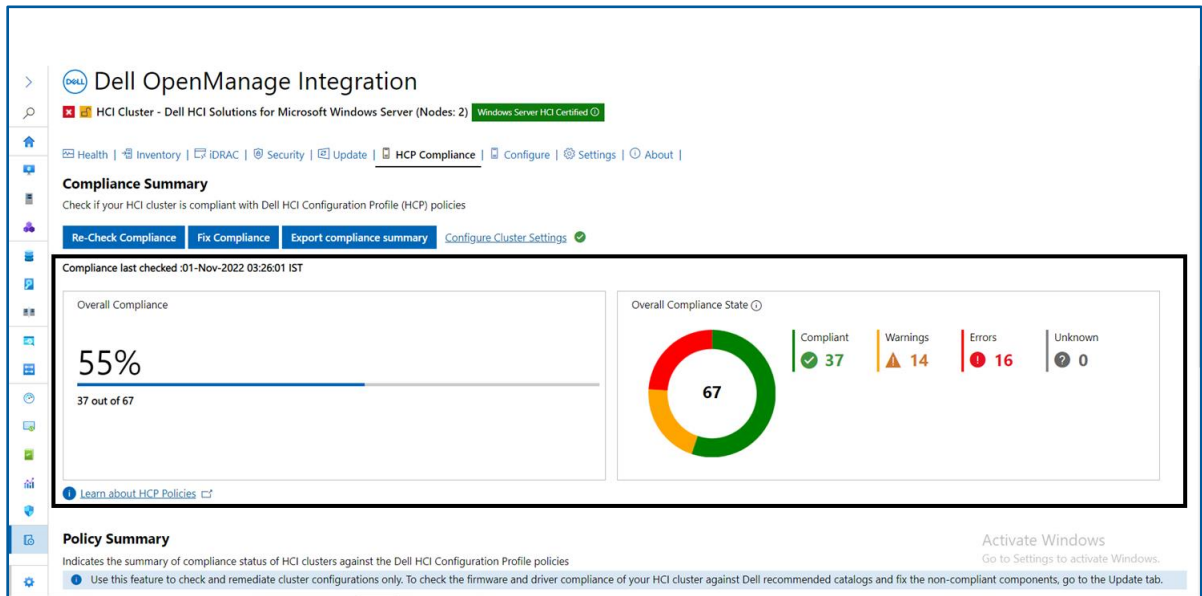 DELL Dell OpenManage Integration
HCI Cluster - Dell HCI Solutions for Microsoft Windows Server (Nodes: 2) Windows Server HCI Certified
Health | Inventory | iDRAC | Security | Update | HCP Compliance | Configure | Settings | About |
Compliance Summary
Check if your HCI cluster is compliant with Dell HCI Configuration Profile (HCP) policies
Re-Check Compliance Fix Compliance Export compliance summary Configure Cluster Settings
Compliance last checked :01-Nov-2022 03:26:01 IST
Overall Compliance
55%
37 out of 67
Overall Compliance State
67
Compliant
37
Warnings
14
Errors
16
Unknown
0
Learn about HCP Policies
Policy Summary
Indicates the summary of compliance status of HCI clusters against the Dell HCI Configuration Profile policies
Activate Windows
Go to Settings to activate Windows.
Use this feature to check and remediate cluster configurations only. To check the firmware and driver compliance of your HCI cluster against Dell recommended catalogs and fix the non-compliant components, go to the Update tab.